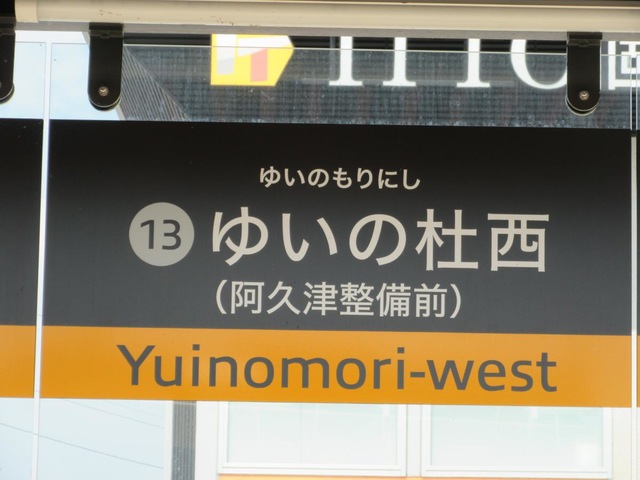 ゆいのもりにし
13 ゆいの杜西
(阿久津整備前)
Yuinomori-west